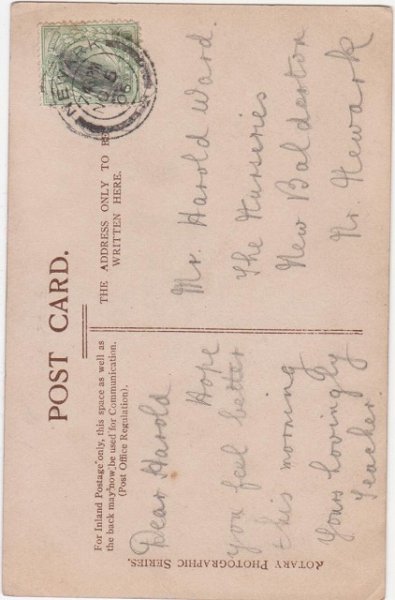 POST CARD.
For Inland Postage only, this space as well as
the back may now be used for Communication.
(Post Office Regulation).
THE ADDRESS ONLY TO BE
WRITTEN HERE.
NEWARK
Dear Harold
Hope
you feel better
this morning
Yours lovingly
Teacher
Mr. Harold Ward.
The Nurseries
New Balderton
Nr. Newark
ROTARY PHOTOGRAPHIC SERIES.